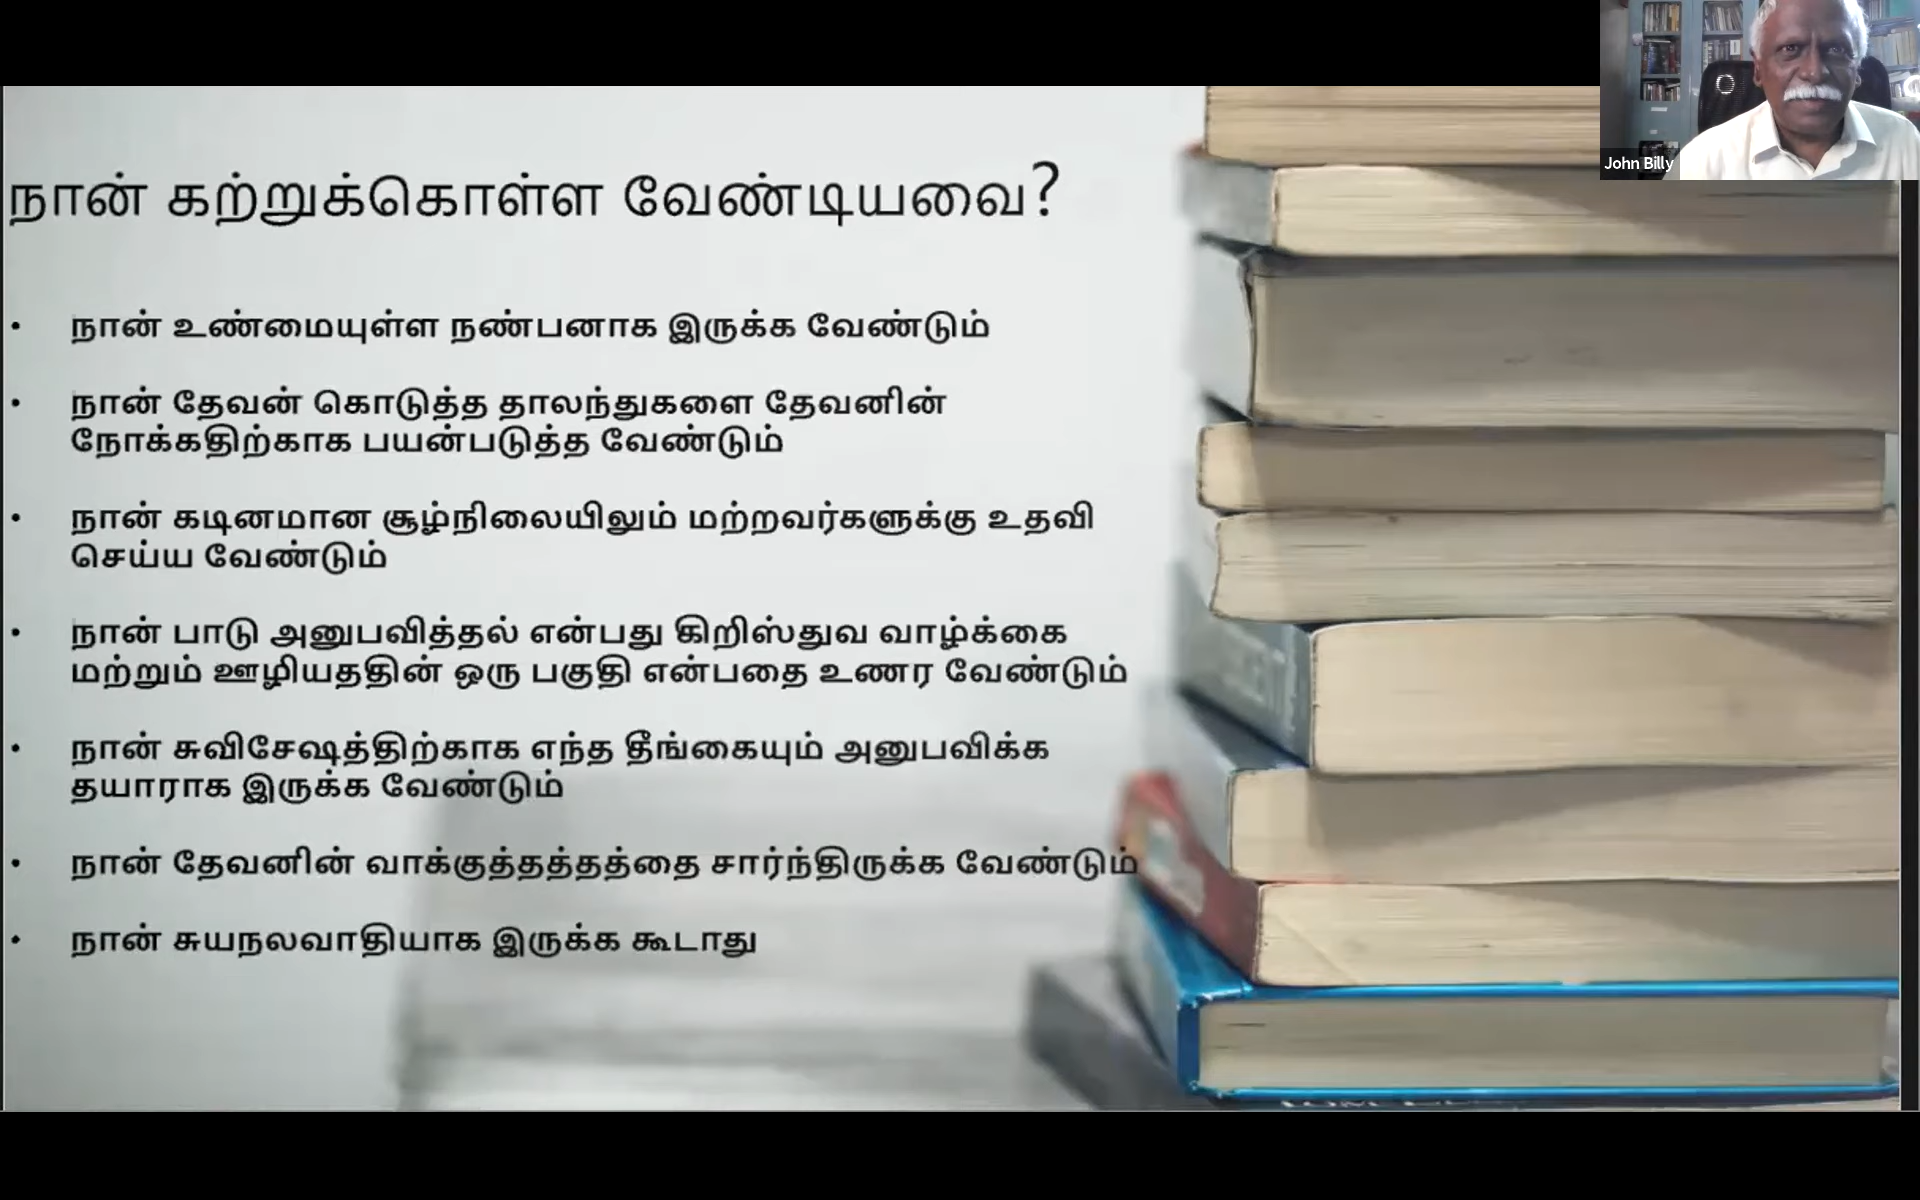 நான் கற்றுக்கொள்ள வேண்டியவை?
John Billy
• நான் உண்மையுள்ள நண்பனாக இருக்க வேண்டும்
• நான் தேவன் கொடுத்த தாலந்துகளை தேவனின்
நோக்கதிற்காக பயன்படுத்த வேண்டும்
• நான் கடினமான சூழ்நிலையிலும் மற்றவர்களுக்கு உதவி
செய்ய வேண்டும்
• நான் பாடு அனுபவித்தல் என்பது கிறிஸ்துவ வாழ்க்கை
மற்றும் ஊழியததின் ஒரு பகுதி என்பதை உணர வேண்டும்
• நான் சுவிசேஷத்திற்காக எந்த தீங்கையும் அனுபவிக்க
தயாராக இருக்க வேண்டும்
• நான் தேவனின் வாக்குத்தத்தத்தை சார்ந்திருக்க வேண்டும்
• நான் சுயநலவாதியாக இருக்க கூடாது